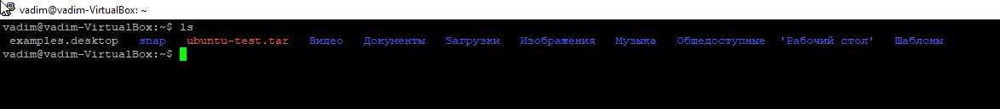 vadim@vadim-VirtualBox: ~
vadim@vadim-VirtualBox:~$ ls
examples.desktop snap ubuntu-test.tar Видео Документы Загрузки Изображения Музыка Общедоступные 'Рабочий стол' Шаблоны
vadim@vadim-VirtualBox:~$